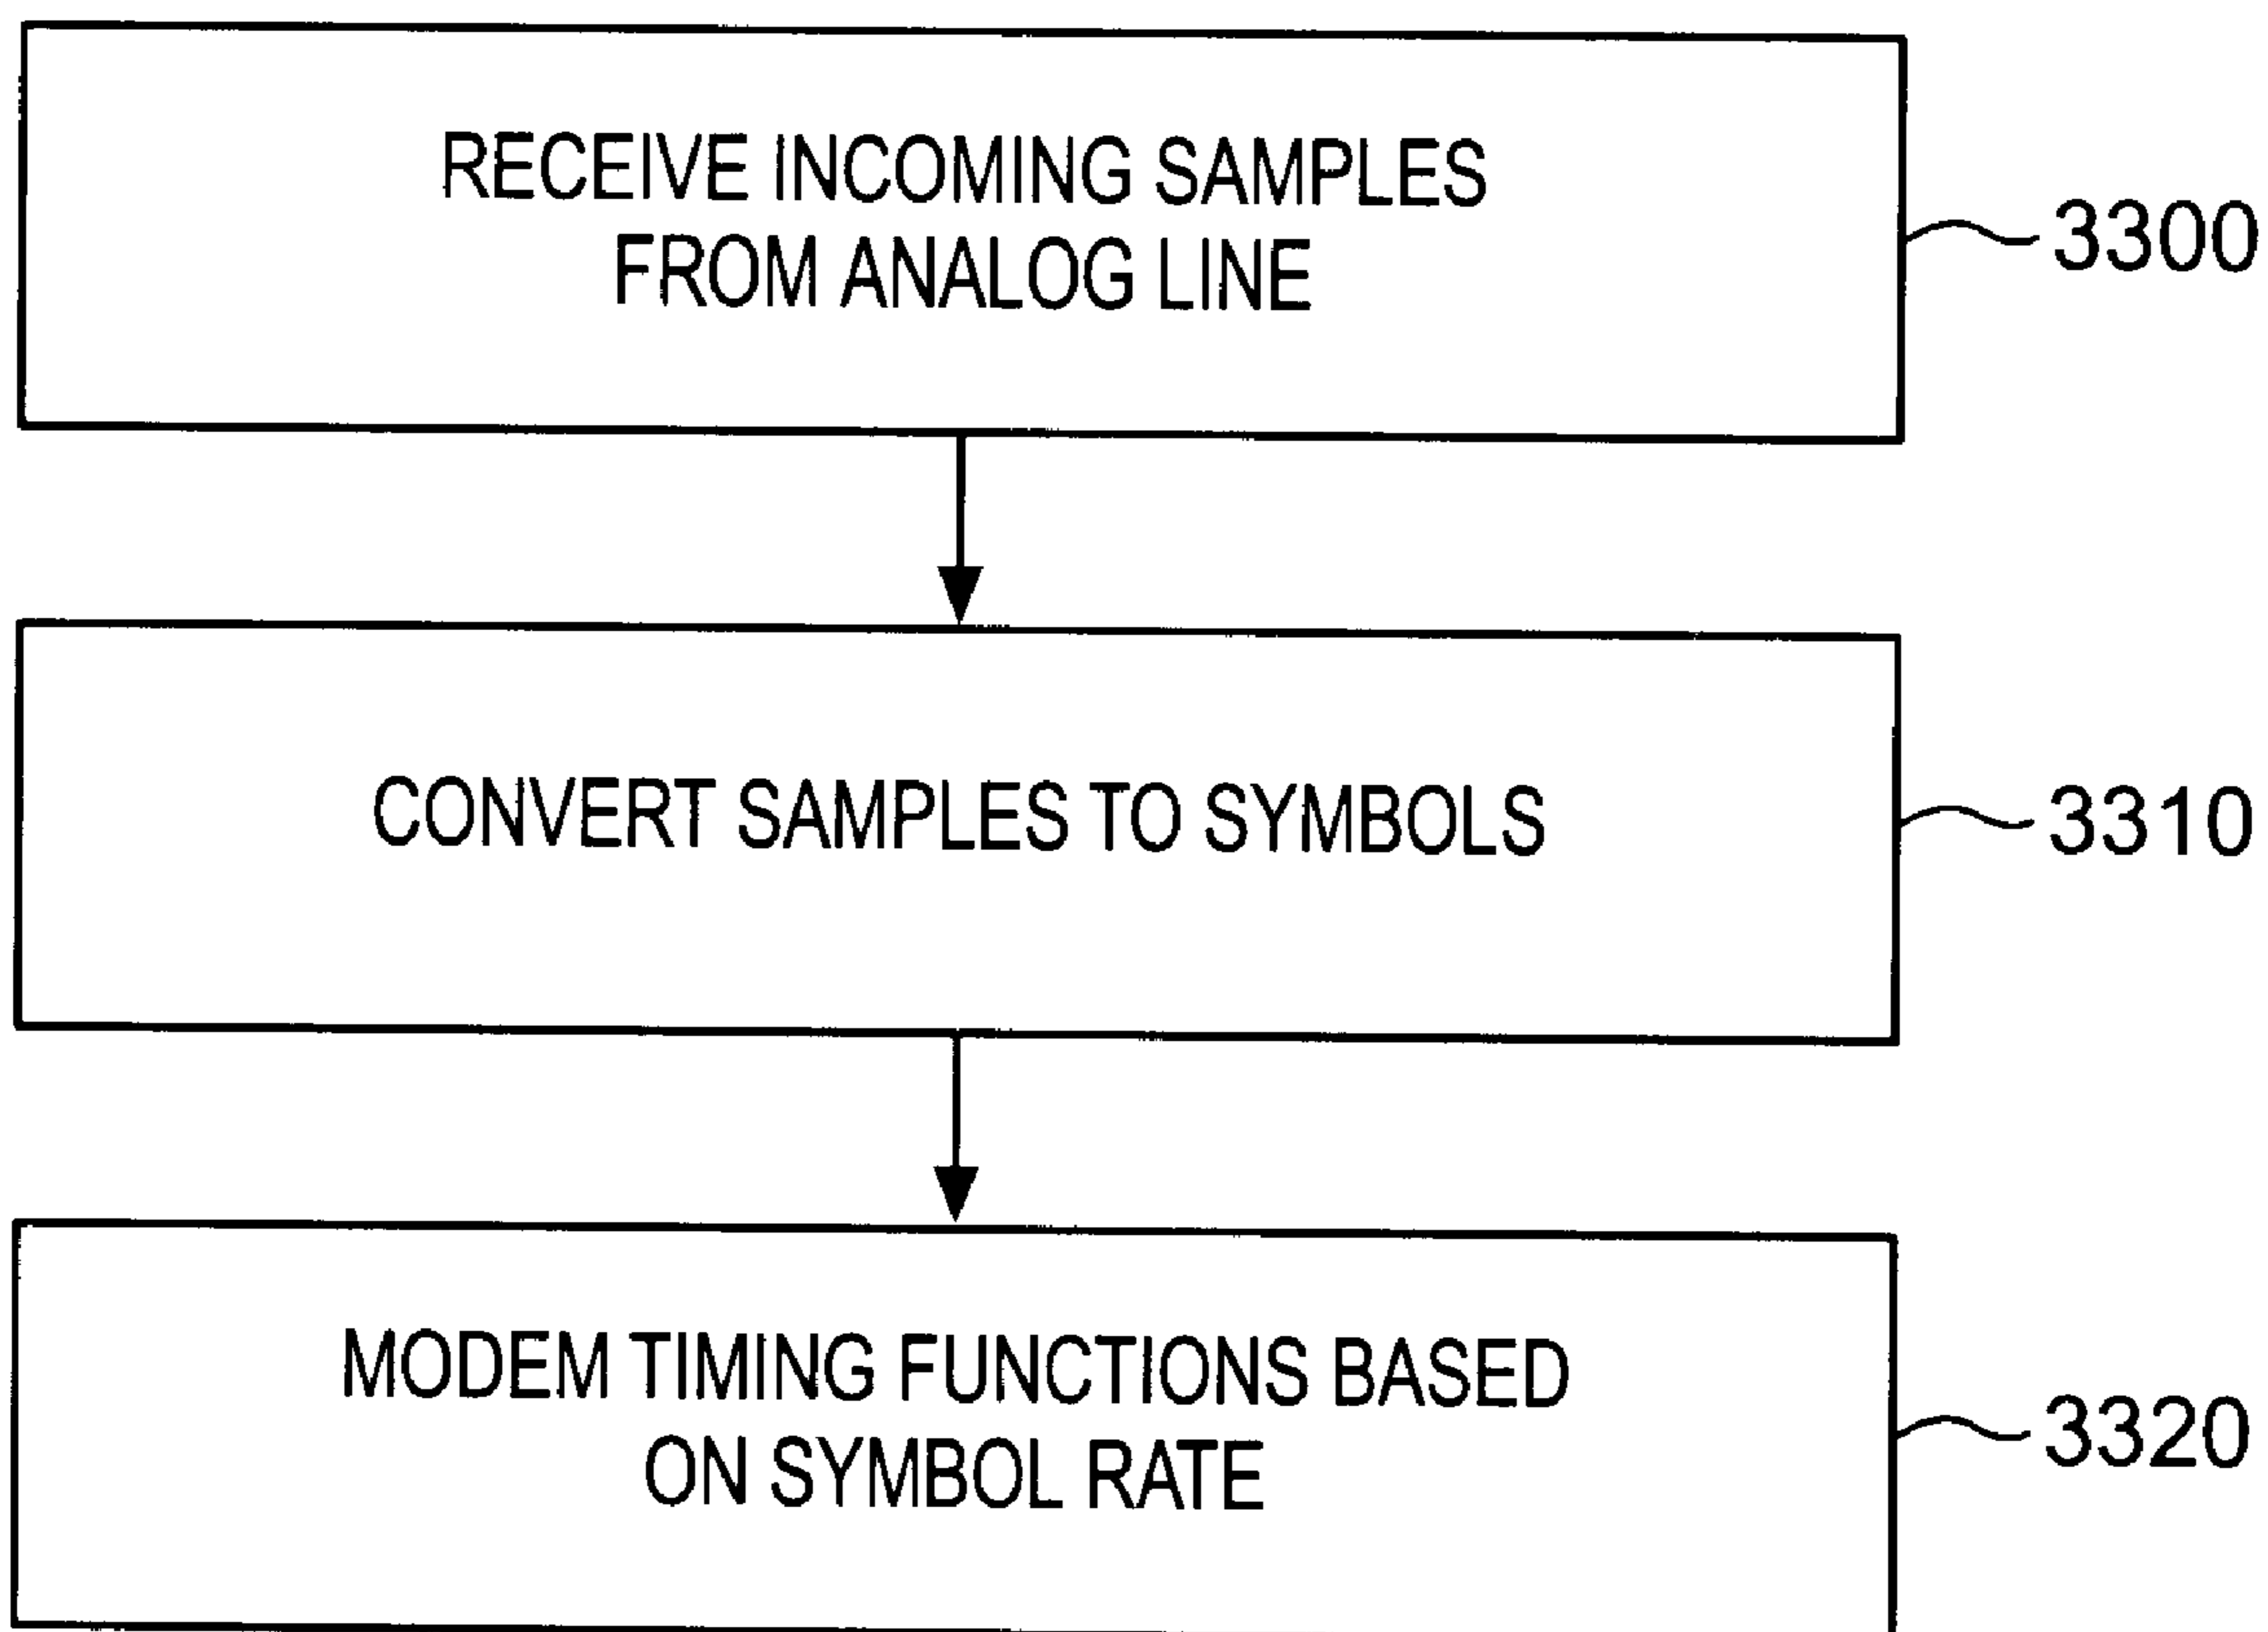 RECEIVE INCOMING SAMPLES
FROM ANALOG LINE
3300
CONVERT SAMPLES TO SYMBOLS
3310
MODEM TIMING FUNCTIONS BASED
ON SYMBOL RATE
3320